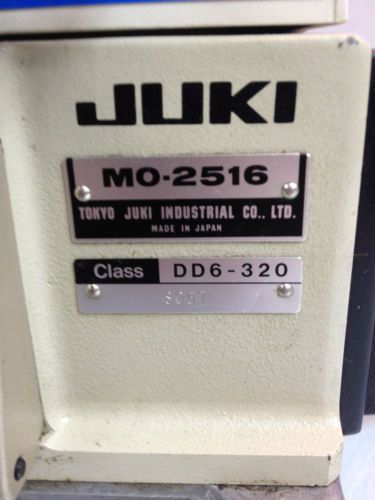 JUKI
MO-2516
TOKYO JUKI INDUSTRIAL CO., LTD.
MADE IN JAPAN
Class DD6-320